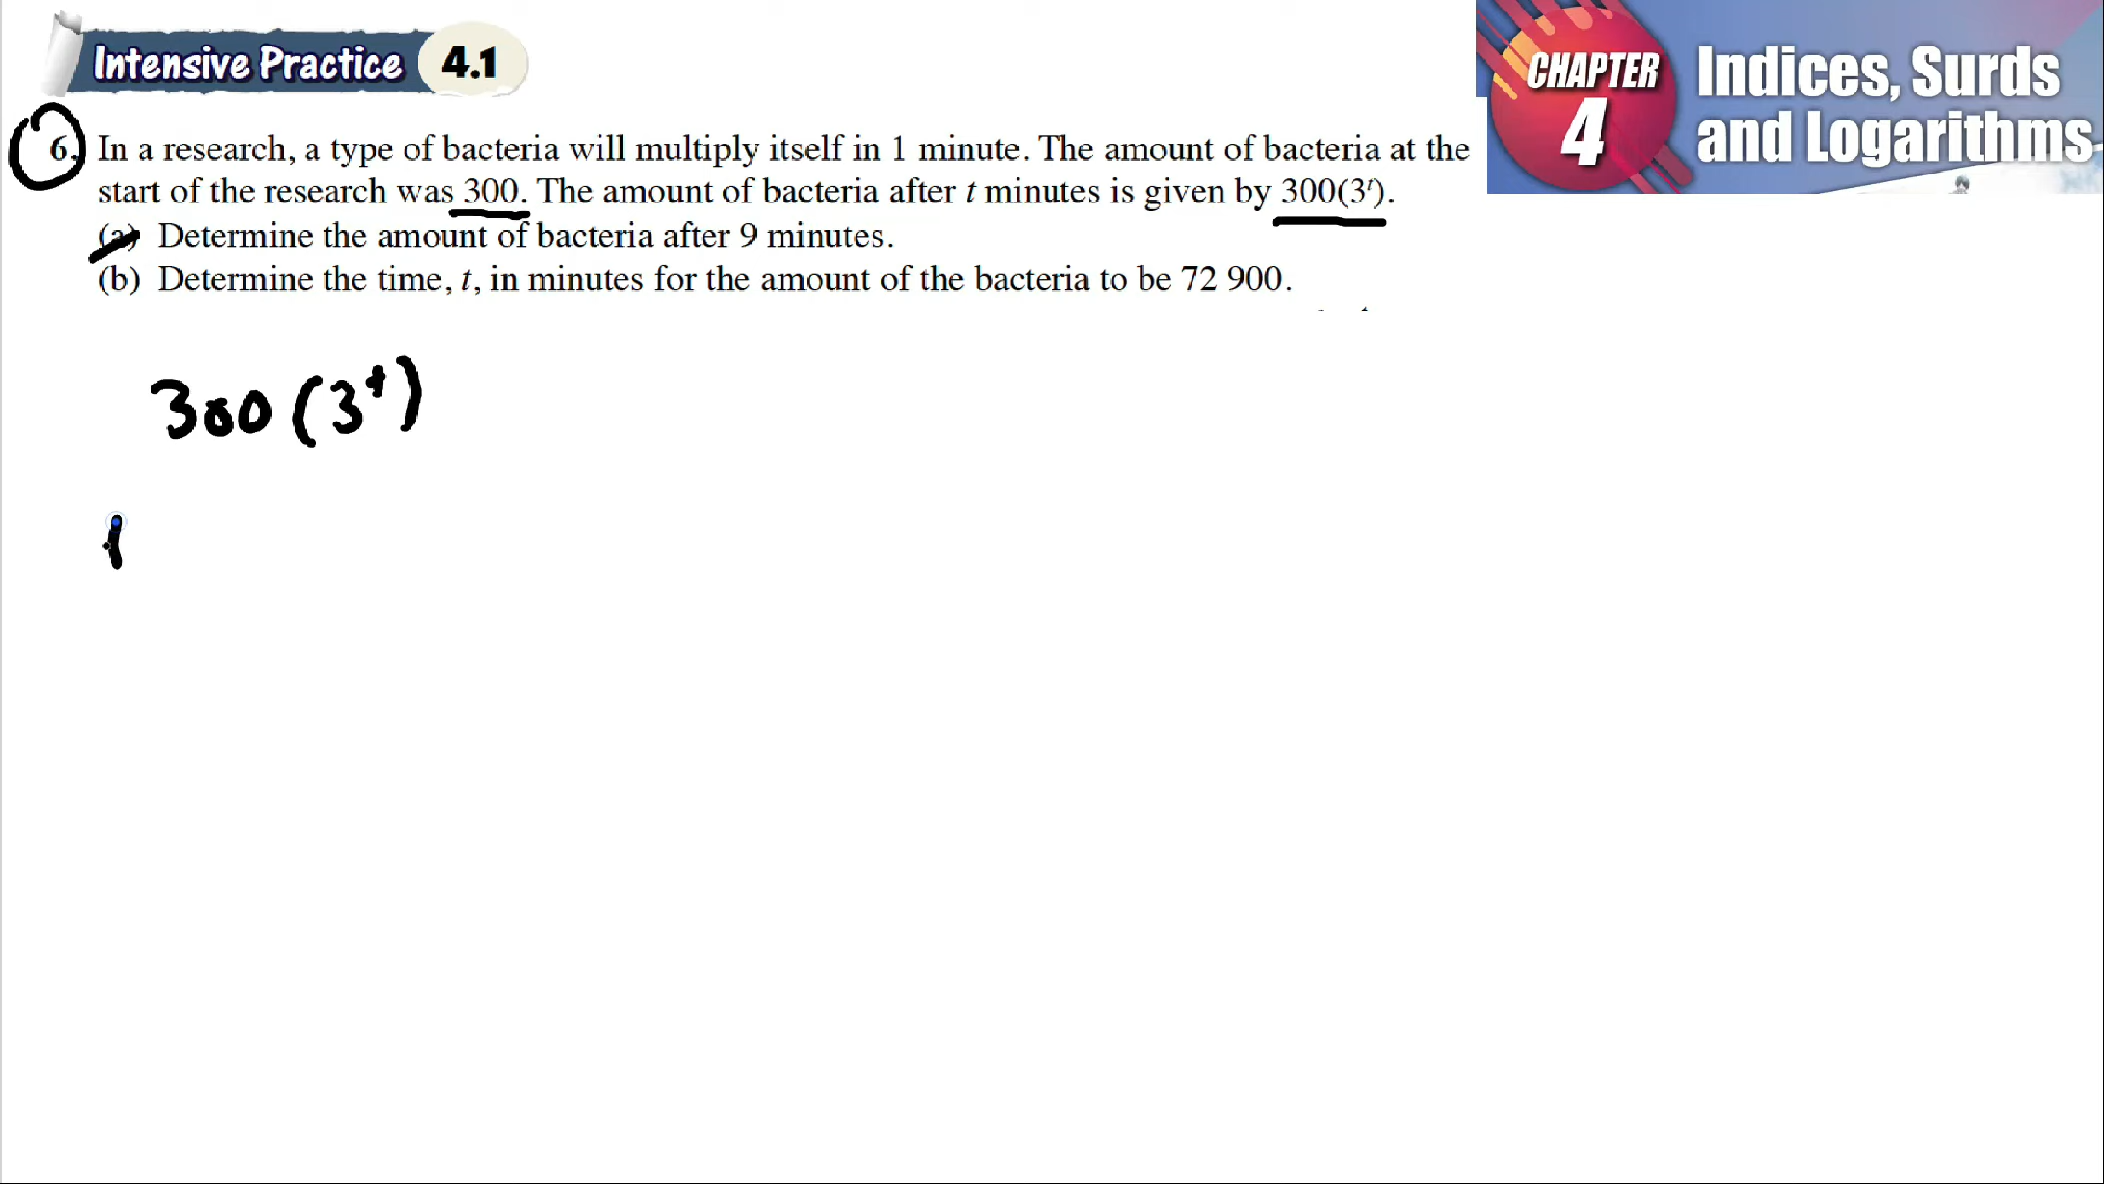 Intensive Practice 4.1
CHAPTER 4
Indices, Surds
and Logarithms
6. In a research, a type of bacteria will multiply itself in 1 minute. The amount of bacteria at the
start of the research was 300. The amount of bacteria after t minutes is given by 300(3ᵗ).
(a) Determine the amount of bacteria after 9 minutes.
(b) Determine the time, t, in minutes for the amount of the bacteria to be 72 900.
300 (3ᵗ)